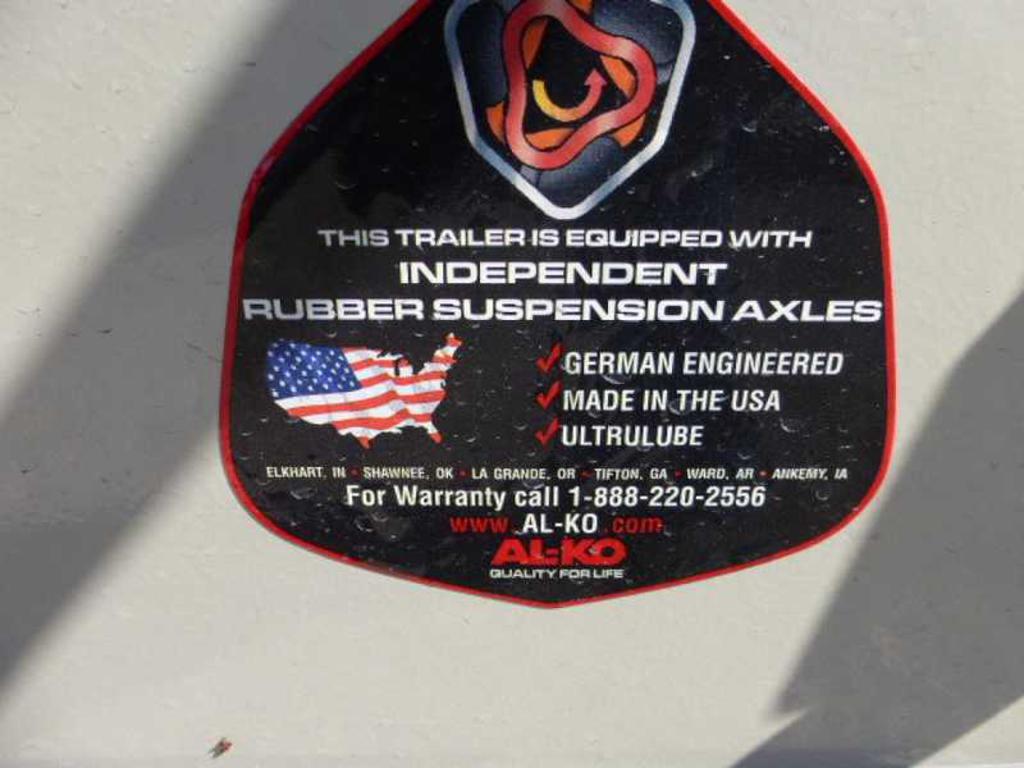 THIS TRAILER IS EQUIPPED WITH
INDEPENDENT
RUBBER SUSPENSION AXLES
✓GERMAN ENGINEERED
✓MADE IN THE USA
✓ULTRULUBE
ELKHART, IN • SHAWNEE, OK • LA GRANDE, OR • TIFTON, GA • WARD, AR • ANKEMY, IA
For Warranty call 1-888-220-2556
www.AL-KO.com
AL-KO
QUALITY FOR LIFE